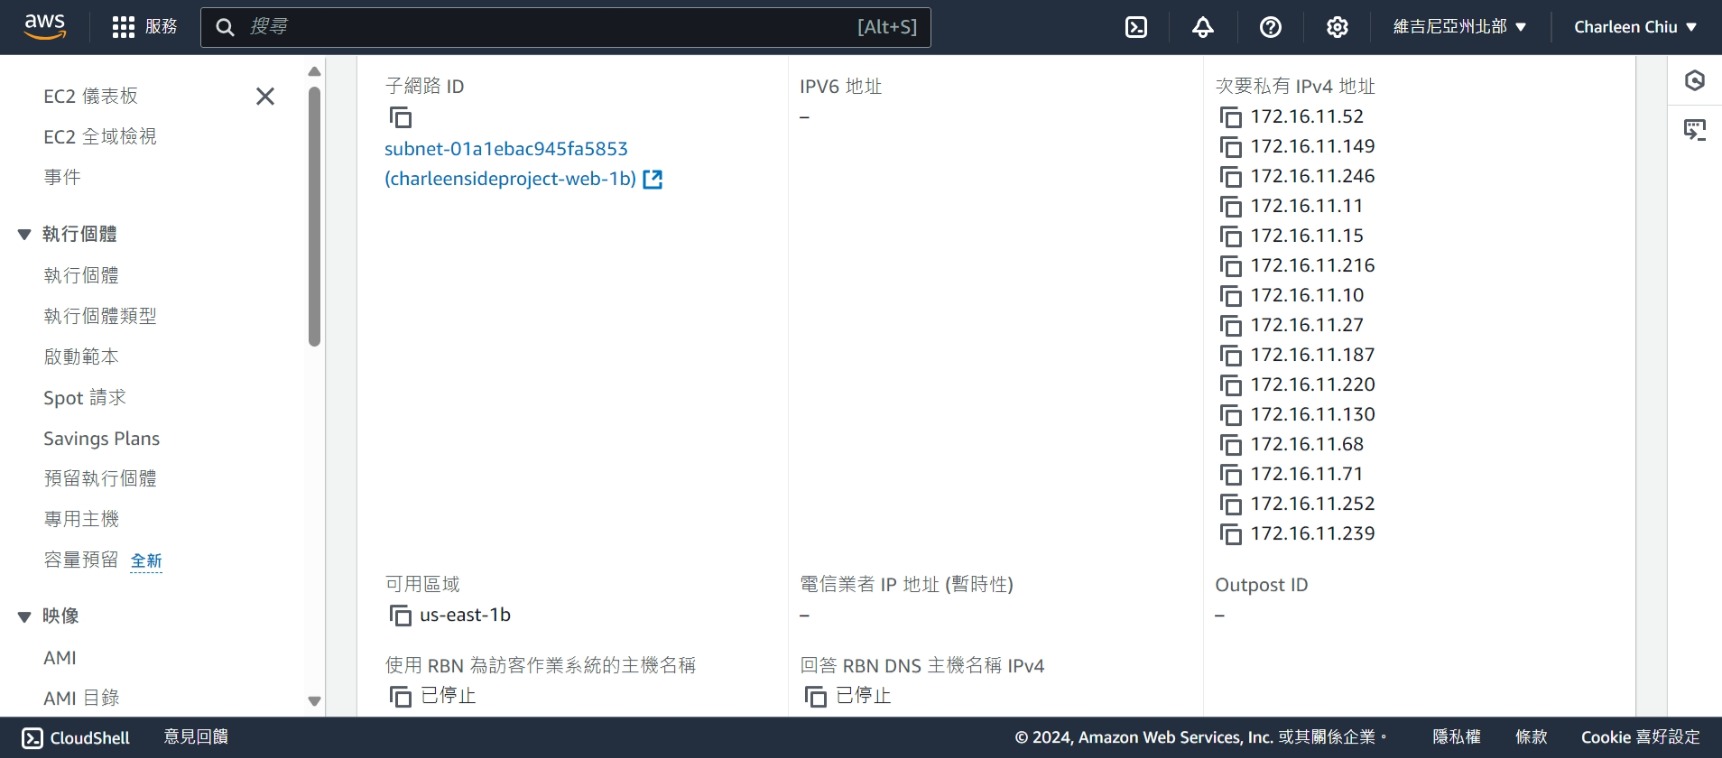 aws
服務
搜尋
[Alt+S]
維吉尼亞州北部 ▼
Charleen Chiu ▼
EC2 儀表板
EC2 全域檢視
事件
執行個體
執行個體
執行個體類型
啟動範本
Spot 請求
Savings Plans
預留執行個體
專用主機
容量預留 全新
映像
AMI
AMI 目錄
子網路 ID
subnet-01a1ebac945fa5853
(charleensideproject-web-1b)
IPV6 地址
–
次要私有 IPv4 地址
172.16.11.52
172.16.11.149
172.16.11.246
172.16.11.11
172.16.11.15
172.16.11.216
172.16.11.10
172.16.11.27
172.16.11.187
172.16.11.220
172.16.11.130
172.16.11.68
172.16.11.71
172.16.11.252
172.16.11.239
可用區域
us-east-1b
電信業者 IP 地址 (暫時性)
–
Outpost ID
–
使用 RBN 為訪客作業系統的主機名稱
已停止
回答 RBN DNS 主機名稱 IPv4
已停止
CloudShell
意見回饋
© 2024, Amazon Web Services, Inc. 或其關係企業。
隱私權
條款
Cookie 喜好設定